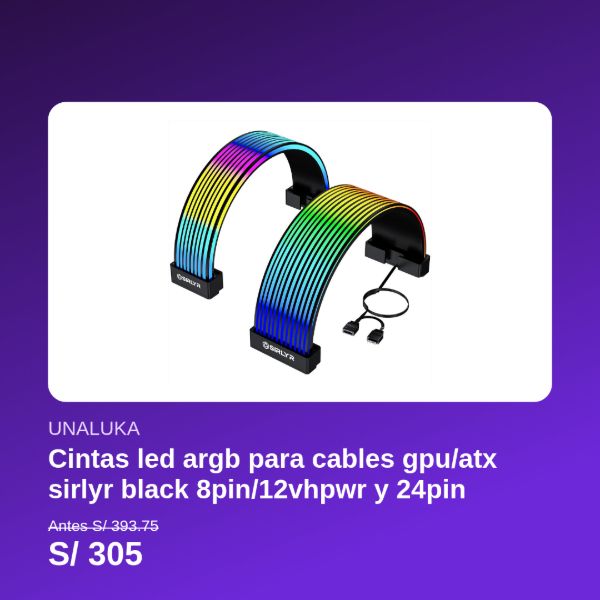 SIRLYR
SIRLYR
UNALUKA
Cintas led argb para cables gpu/atx
sirlyr black 8pin/12vhpwr y 24pin
Antes S/ 393.75
S/ 305